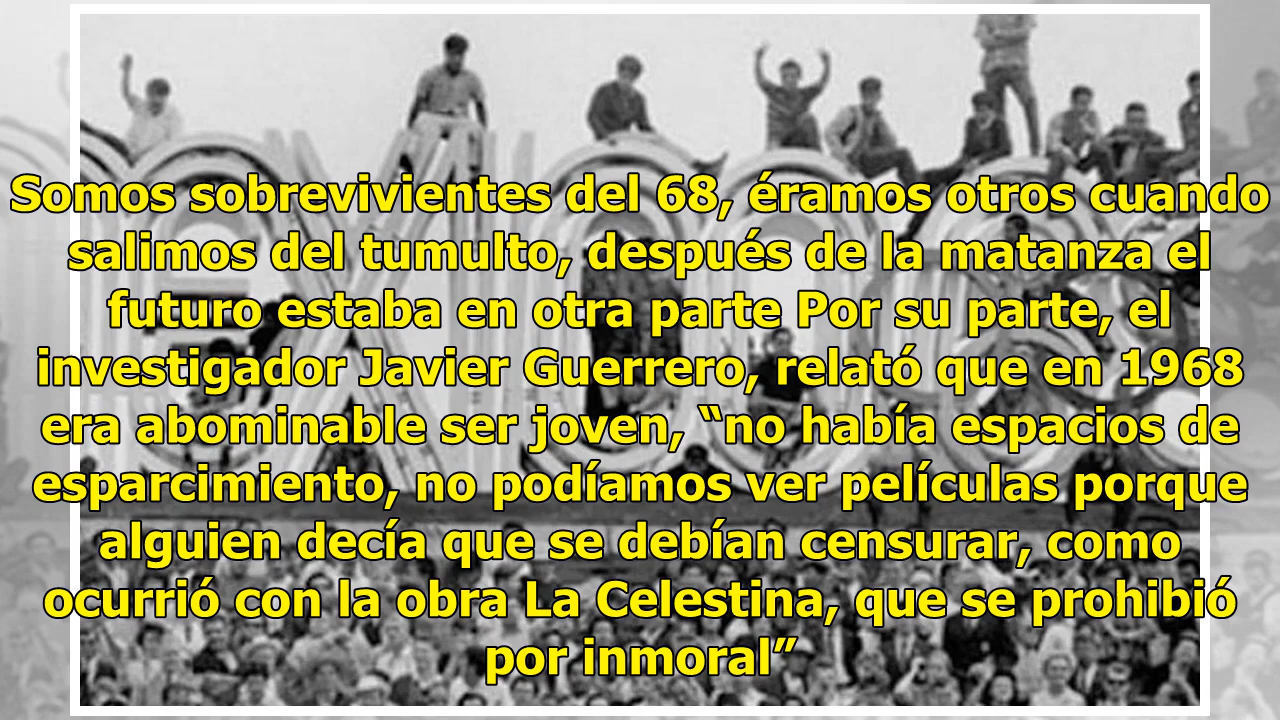 Somos sobrevivientes del 68, éramos otros cuando
salimos del tumulto, después de la matanza el
futuro estaba en otra parte Por su parte, el
investigador Javier Guerrero, relató que en 1968
era abominable ser joven, “no había espacios de
esparcimiento, no podíamos ver películas porque
alguien decía que se debían censurar, como
ocurrió con la obra La Celestina, que se prohibió
por inmoral”